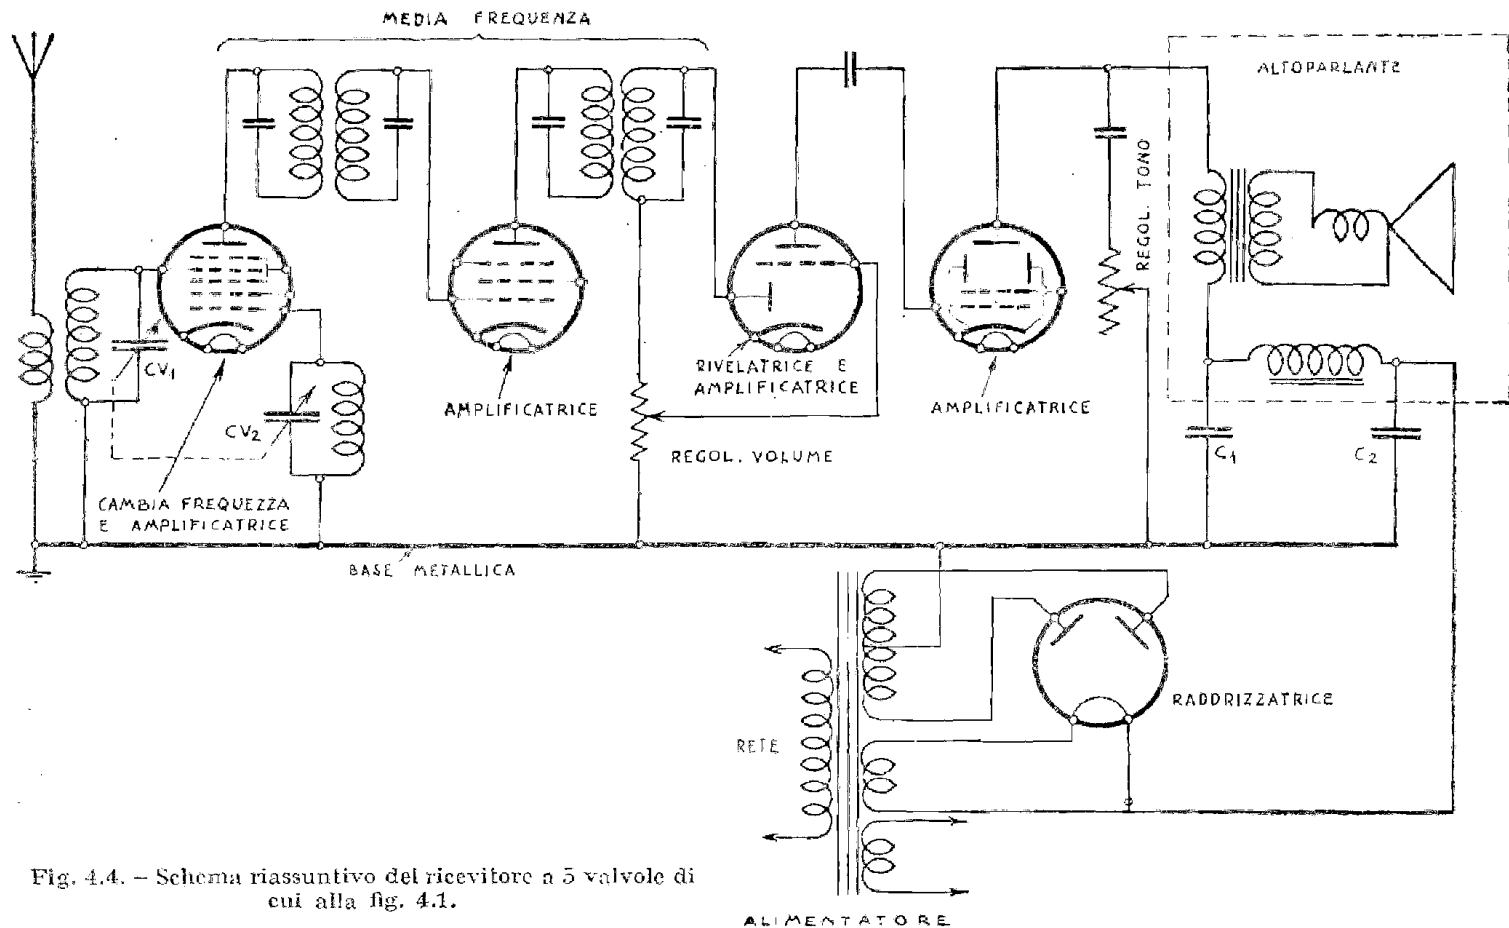 MEDIA FREQUENZA
ALTOPARLANTE
REGOL. TONO
CV1
CV2
RIVELATRICE E
AMPLIFICATRICE
AMPLIFICATRICE
AMPLIFICATRICE
REGOL. VOLUME
C1
C2
CAMBIA FREQUEZZA
E AMPLIFICATRICE
BASE METALLICA
RADDRIZZATRICE
RETE
Fig. 4.4. – Schema riassuntivo del ricevitore a 5 valvole di
cui alla fig. 4.1.
ALIMENTATORE